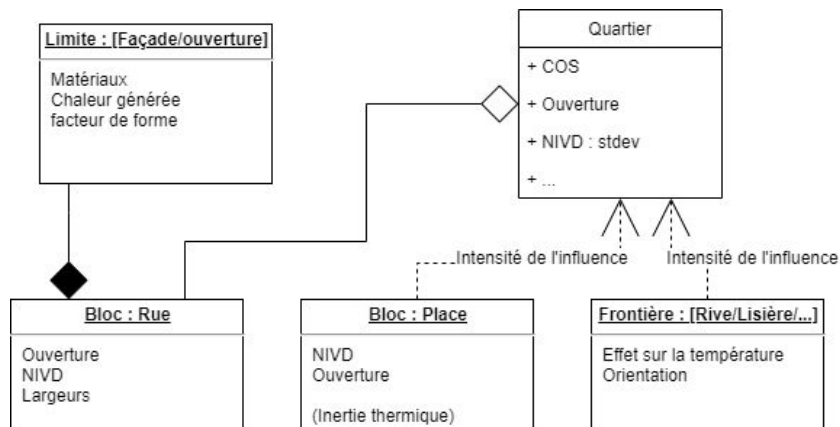 Limite : [Façade/ouverture]
Matériaux
Chaleur générée
facteur de forme
Quartier
+ COS
+ Ouverture
+ NIVD : stdev
+ ...
Intensité de l'influence
Intensité de l'influence
Bloc : Rue
Ouverture
NIVD
Largeurs
Bloc : Place
NIVD
Ouverture
(Inertie thermique)
Frontière : [Rive/Lisière/...]
Effet sur la température
Orientation